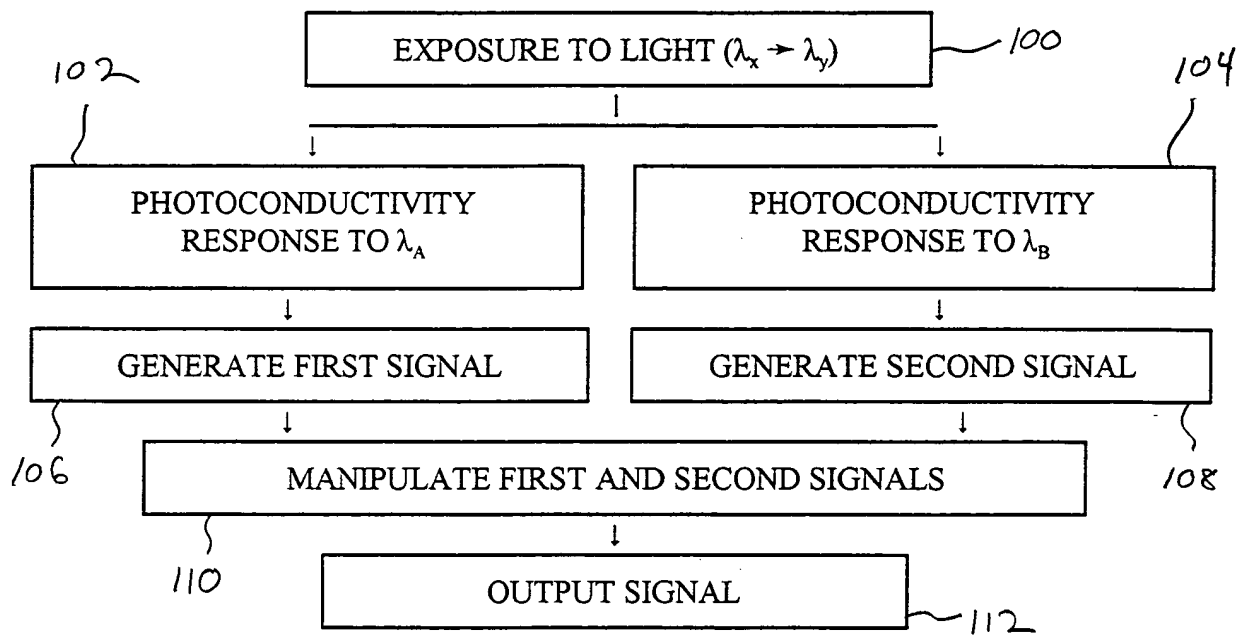 EXPOSURE TO LIGHT (λx → λy)
100
102
104
PHOTOCONDUCTIVITY
RESPONSE TO λA
PHOTOCONDUCTIVITY
RESPONSE TO λB
GENERATE FIRST SIGNAL
GENERATE SECOND SIGNAL
106
108
MANIPULATE FIRST AND SECOND SIGNALS
110
OUTPUT SIGNAL
112